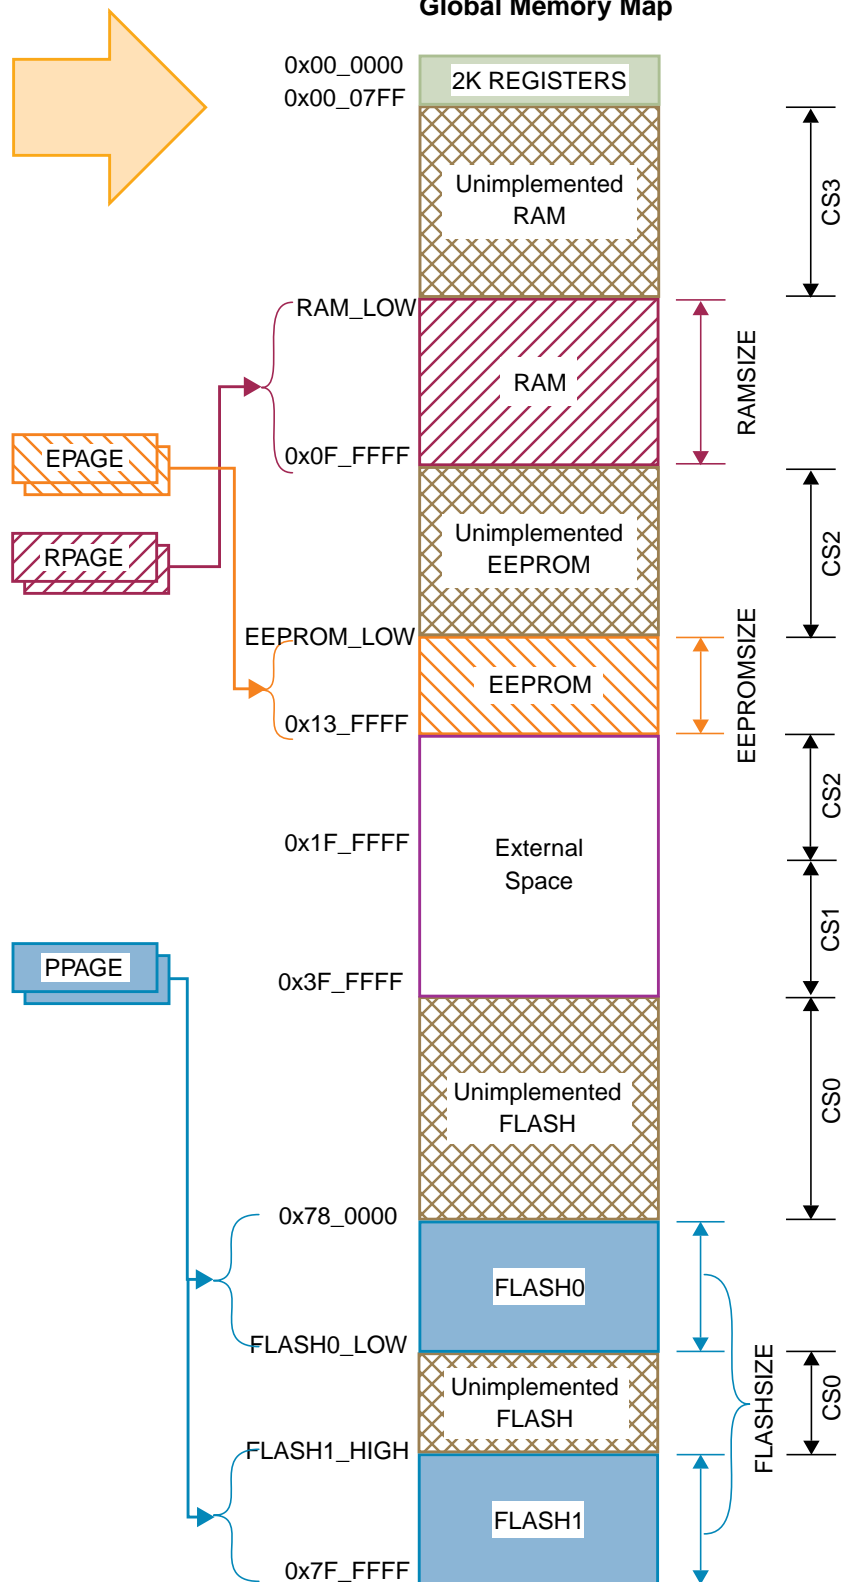 Global Memory Map
0x00_0000
2K REGISTERS
0x00_07FF
Unimplemented
RAM
CS3
RAM_LOW
RAM
RAMSIZE
0x0F_FFFF
EPAGE
RPAGE
Unimplemented
EEPROM
CS2
EEPROM_LOW
EEPROM
EEPROMSIZE
0x13_FFFF
CS2
0x1F_FFFF
External
Space
CS1
PPAGE
0x3F_FFFF
Unimplemented
FLASH
CS0
0x78_0000
FLASH0
FLASH0_LOW
Unimplemented
FLASH
FLASHSIZE
CS0
FLASH1_HIGH
FLASH1
0x7F_FFFF